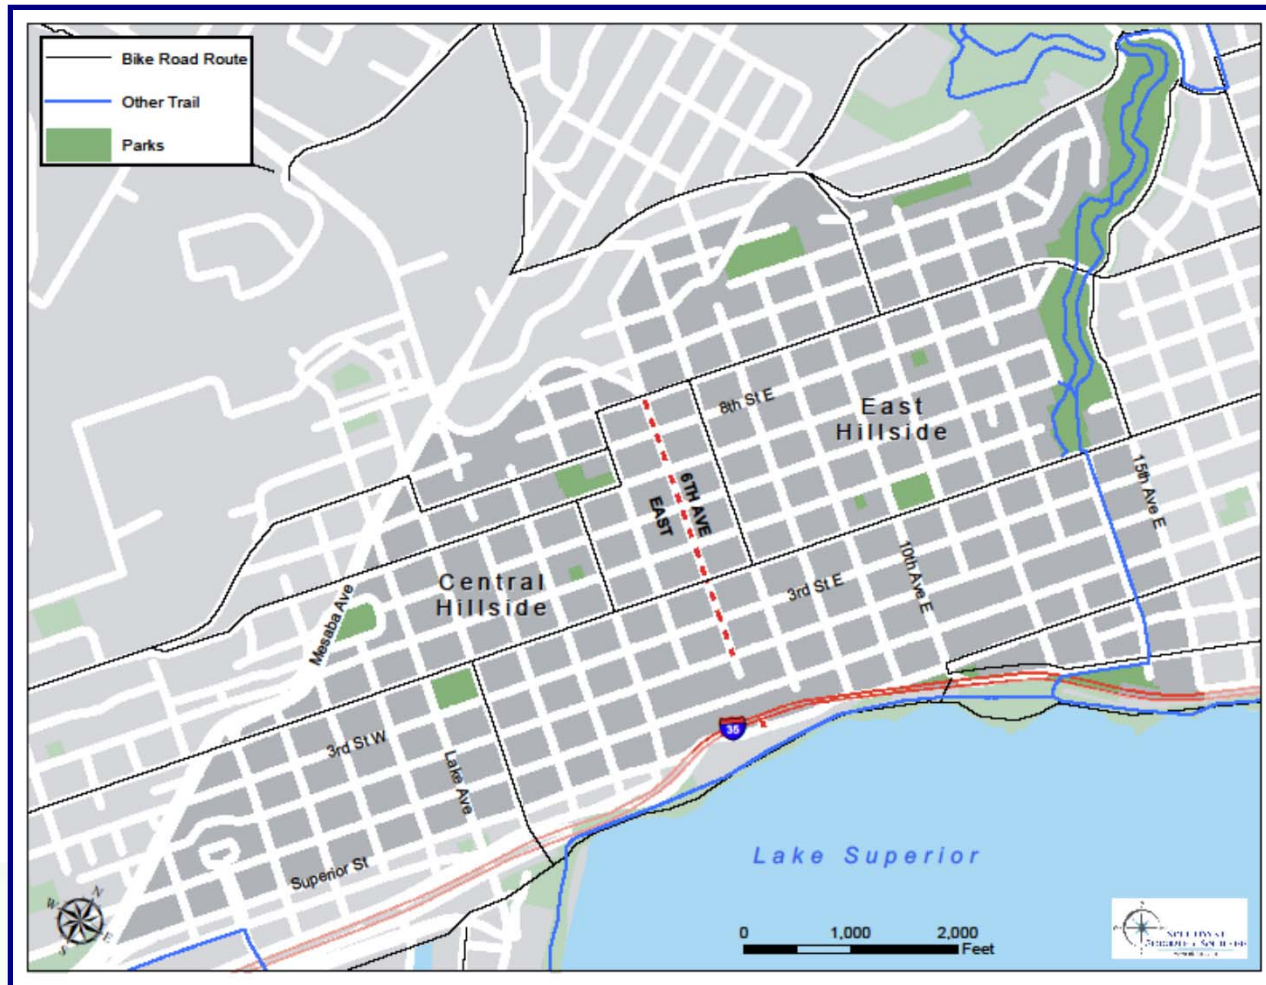 Bike Road Route
Other Trail
Parks
8th St E
East
Hillside
6TH AVE
EAST
15th Ave E
10th Ave E
3rd St E
Central
Hillside
Mesaba Ave
3rd St W
Lake Ave
Superior St
35
Lake Superior
N
W
E
S
0 1,000 2,000
Feet